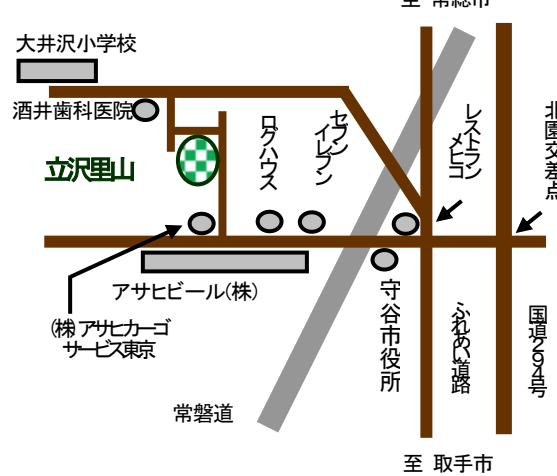 至 常総市
大井沢小学校
酒井歯科医院
立沢里山
ログハウス
セブン
イレブン
レストラン
メヒコ
北園交差点
アサヒビール(株)
(株)アサヒカーゴ
サービス東京
守谷市役所
ふれあい道路
国道294号
常磐道
至 取手市